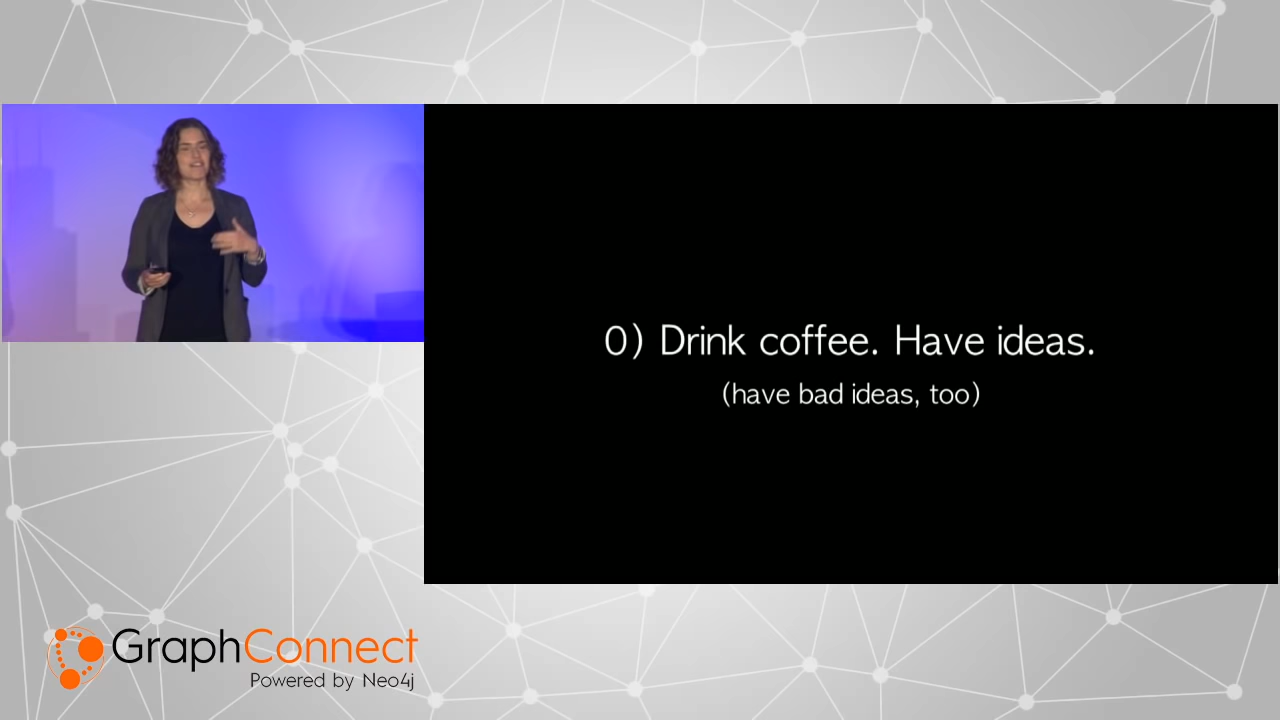 0) Drink coffee. Have ideas.
(have bad ideas, too)
GraphConnect
Powered by Neo4j